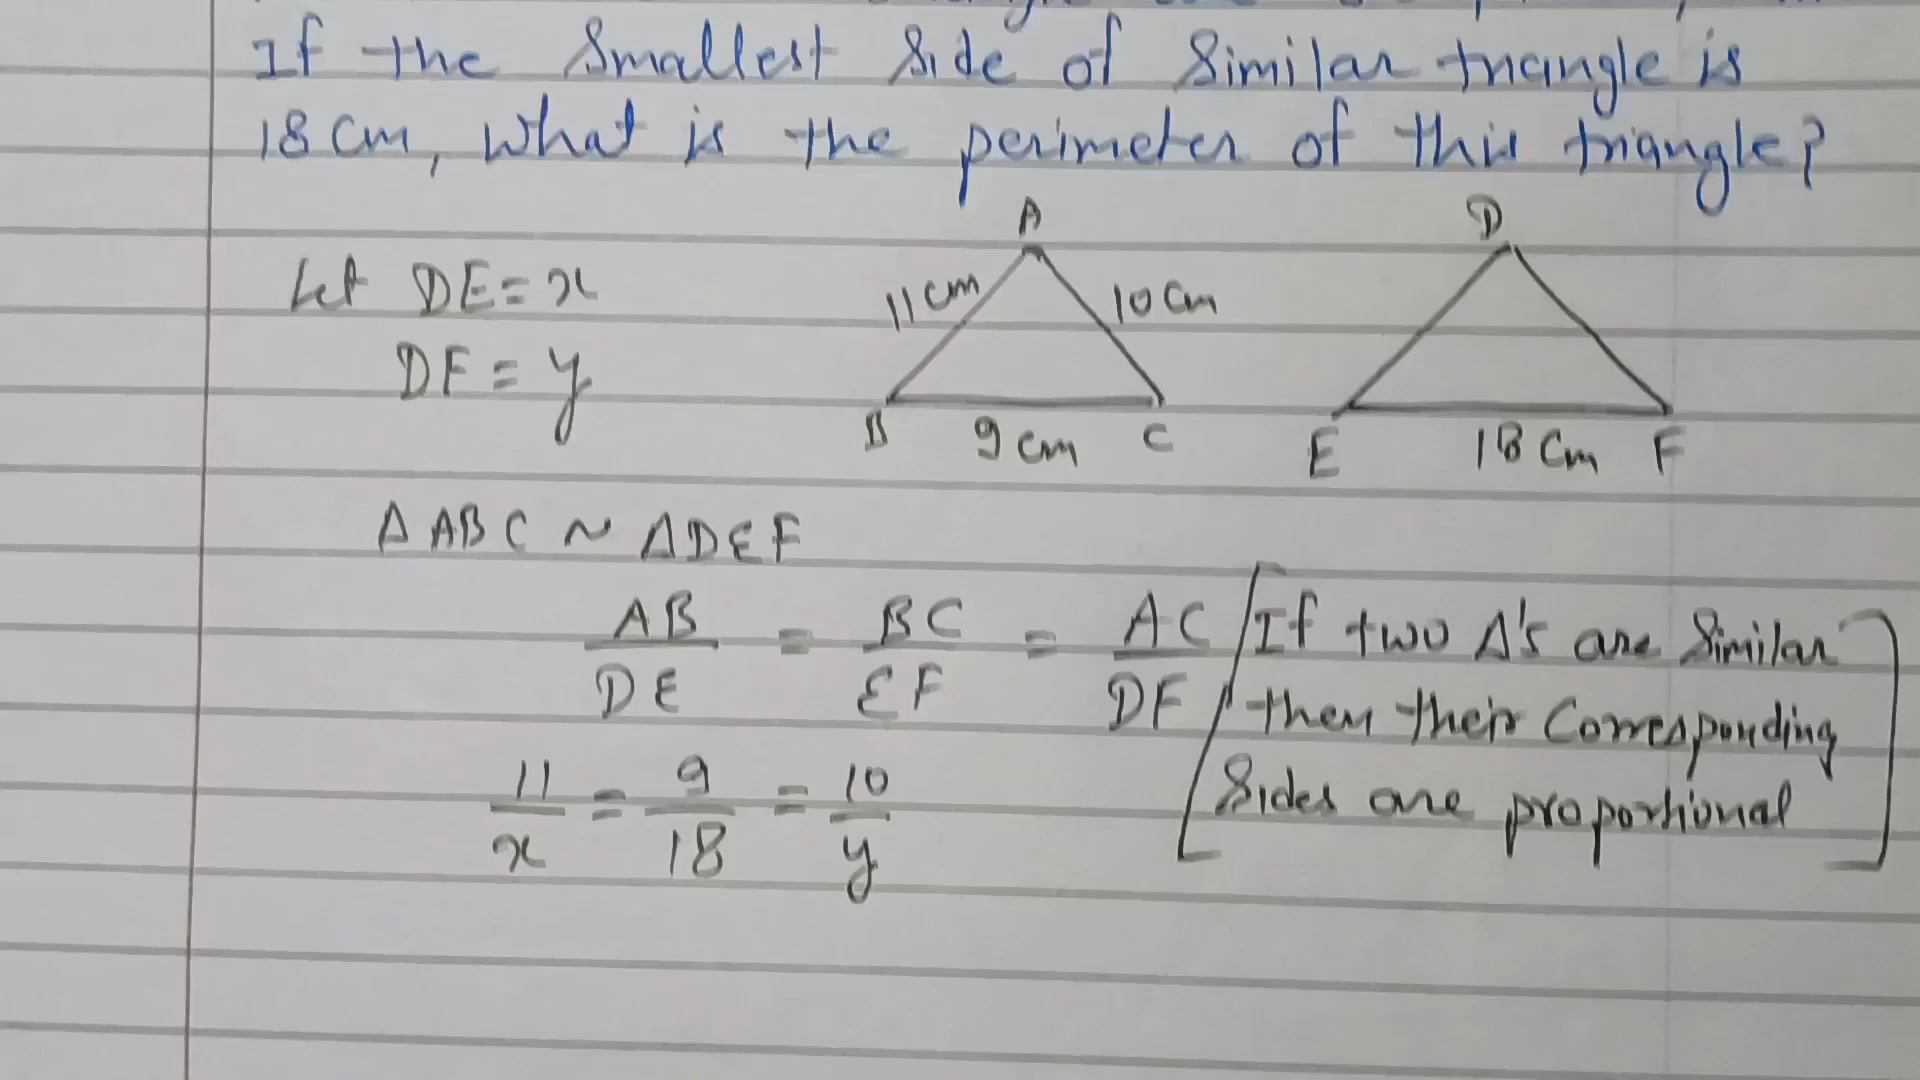 If the smallest side of similar triangle is
18 cm, what is the perimeter of this triangle?
A
D
Let DE = x
11 cm
10 cm
DF = y
B
9 cm
C
E
18 cm
F
Δ ABC ~ ΔDEF
AB/DE = BC/EF = AC/DF [If two Δ's are similar
then their corresponding
sides are proportional]
11/x = 9/18 = 10/y